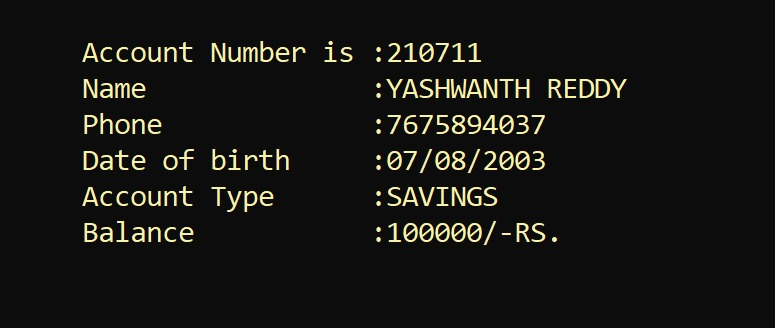 Account Number is :210711
Name :YASHWANTH REDDY
Phone :7675894037
Date of birth :07/08/2003
Account Type :SAVINGS
Balance :100000/-RS.